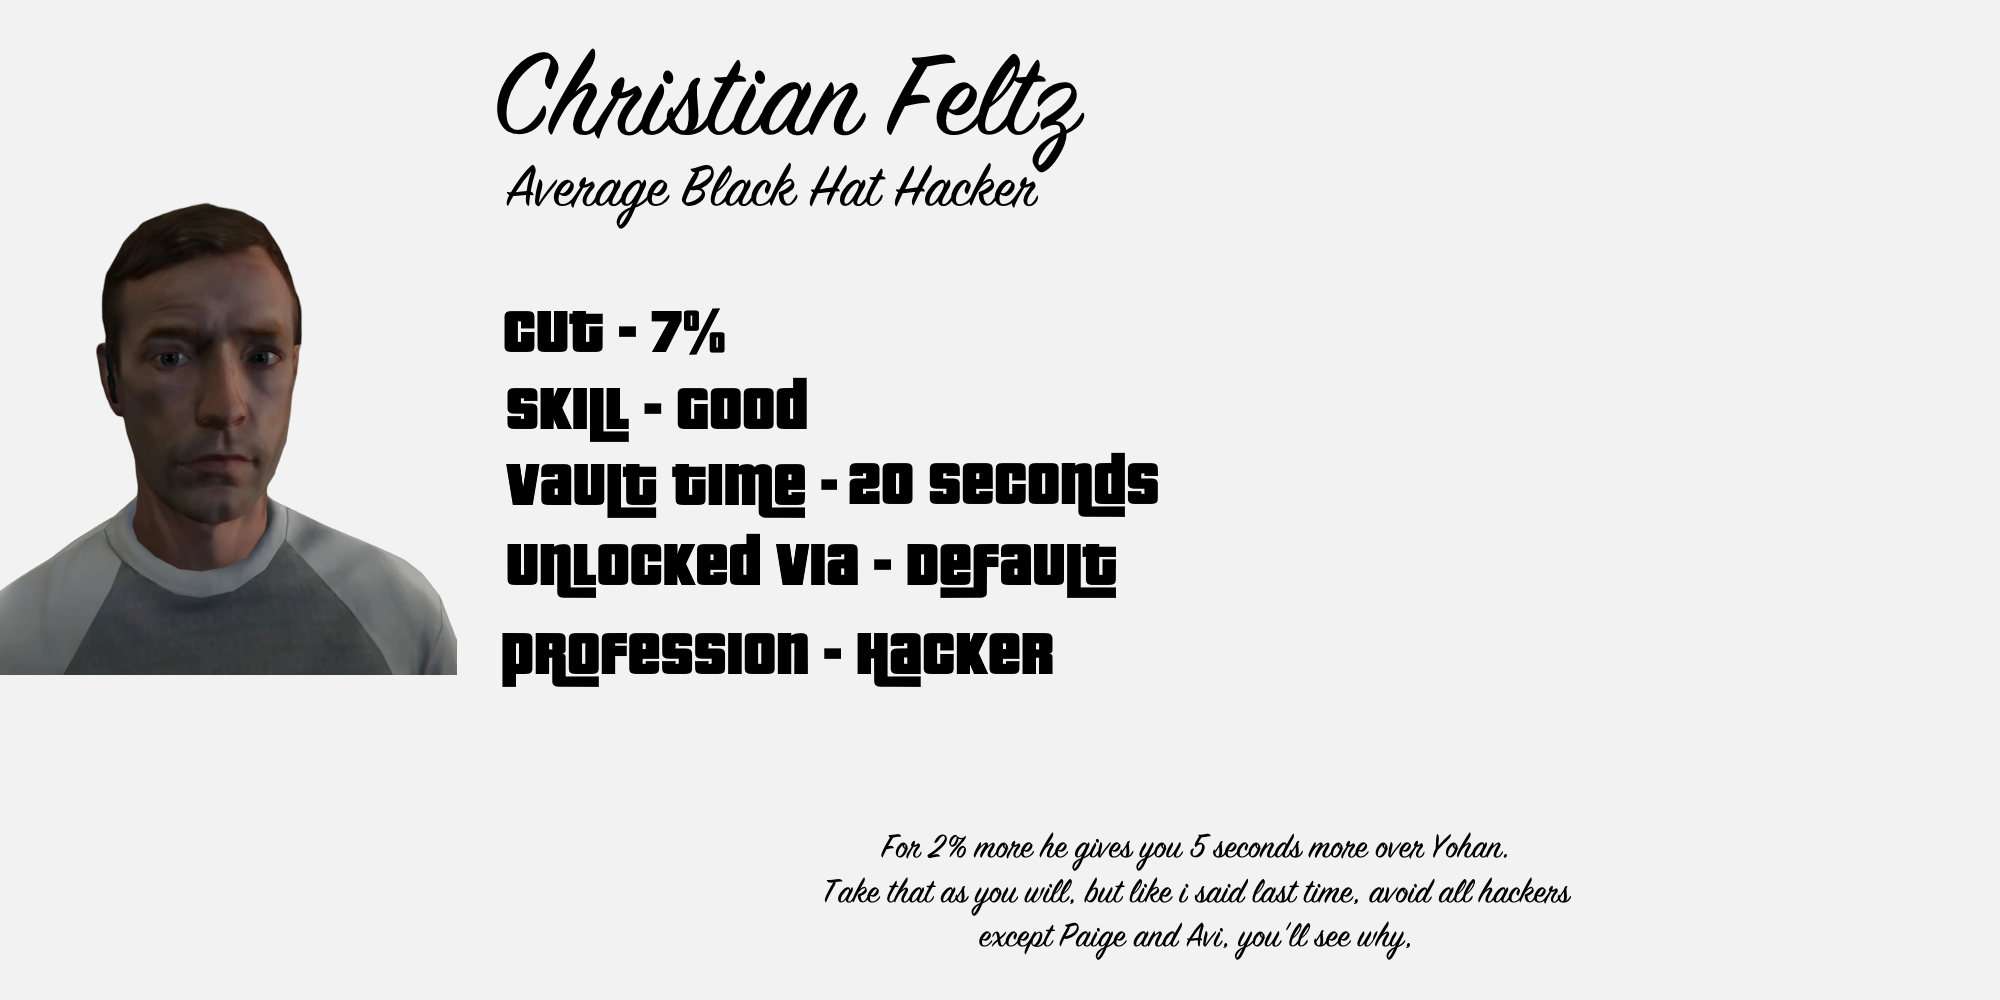 Christian Feltz
Average Black Hat Hacker
Cut - 7%
Skill - Good
Vault Time - 20 Seconds
Unlocked Via - Default
Profession - Hacker
For 2% more he gives you 5 seconds more over Yohan.
Take that as you will, but like i said last time, avoid all hackers
except Paige and Avi, you'll see why,